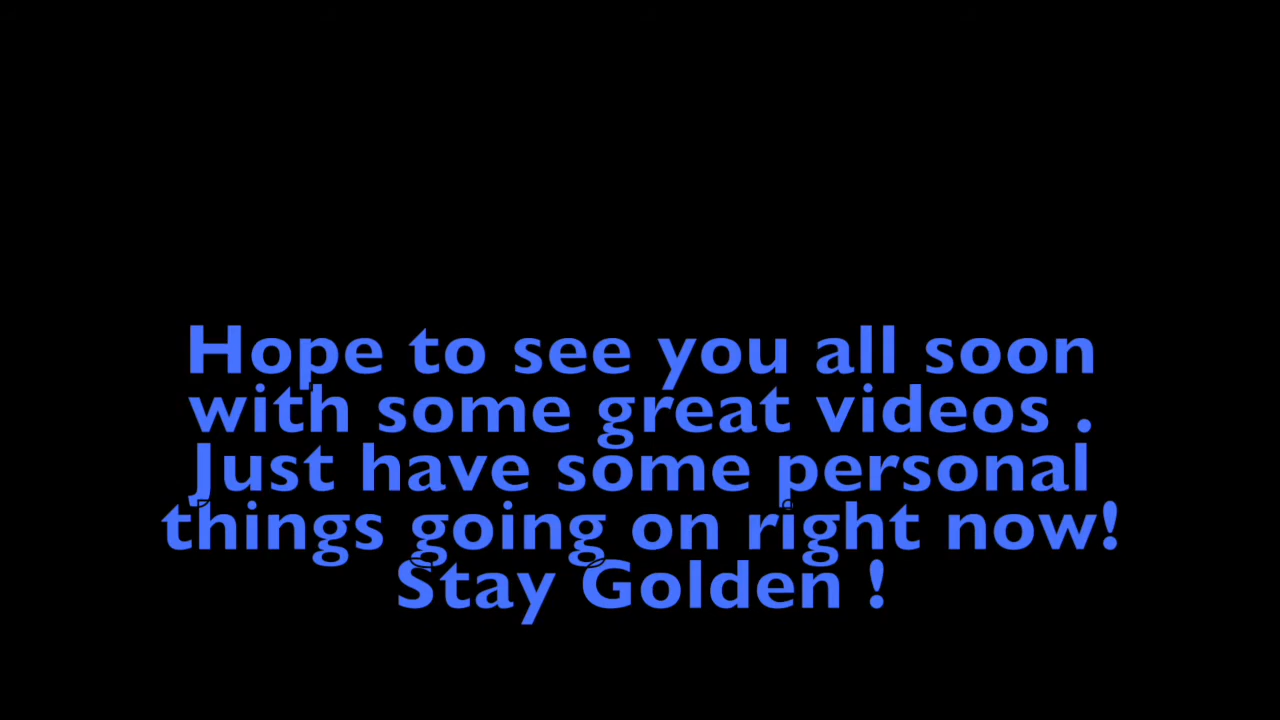 Hope to see you all soon
with some great videos .
Just have some personal
things going on right now!
Stay Golden !